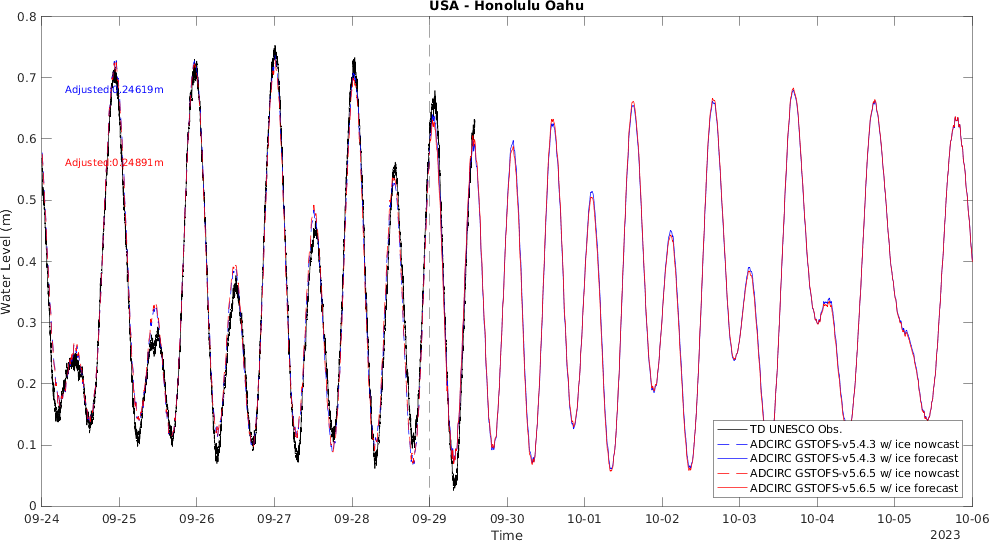 USA - Honolulu Oahu
0.8
0.7
0.6
0.5
0.4
0.3
0.2
0.1
0
Water Level (m)
Adjusted:0.24619m
Adjusted:0.24891m
TD UNESCO Obs.
ADCIRC GSTOFS-v5.4.3 w/ ice nowcast
ADCIRC GSTOFS-v5.4.3 w/ ice forecast
ADCIRC GSTOFS-v5.6.5 w/ ice nowcast
ADCIRC GSTOFS-v5.6.5 w/ ice forecast
09-24 09-25 09-26 09-27 09-28 09-29 09-30 10-01 10-02 10-03 10-04 10-05 10-06
Time
2023